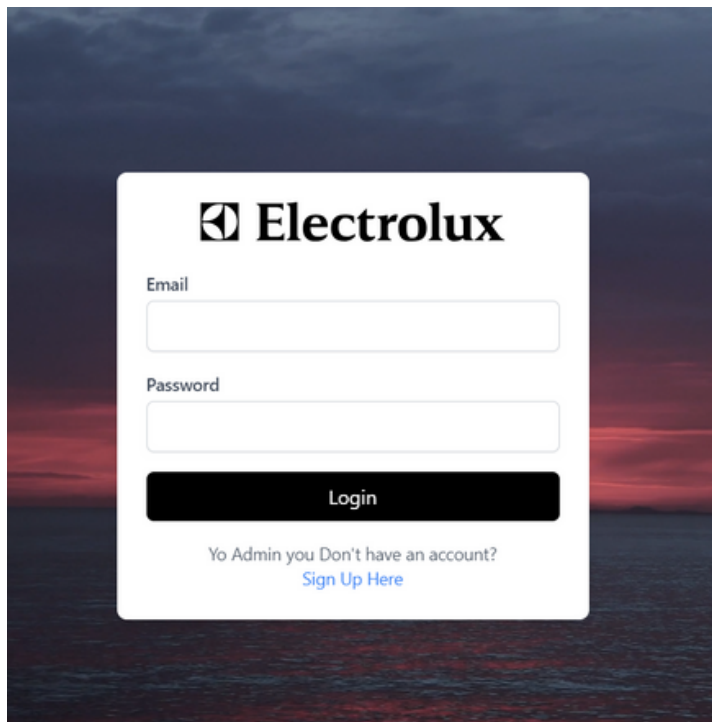 Electrolux
Email
Password
Login
Yo Admin you Don't have an account?
Sign Up Here